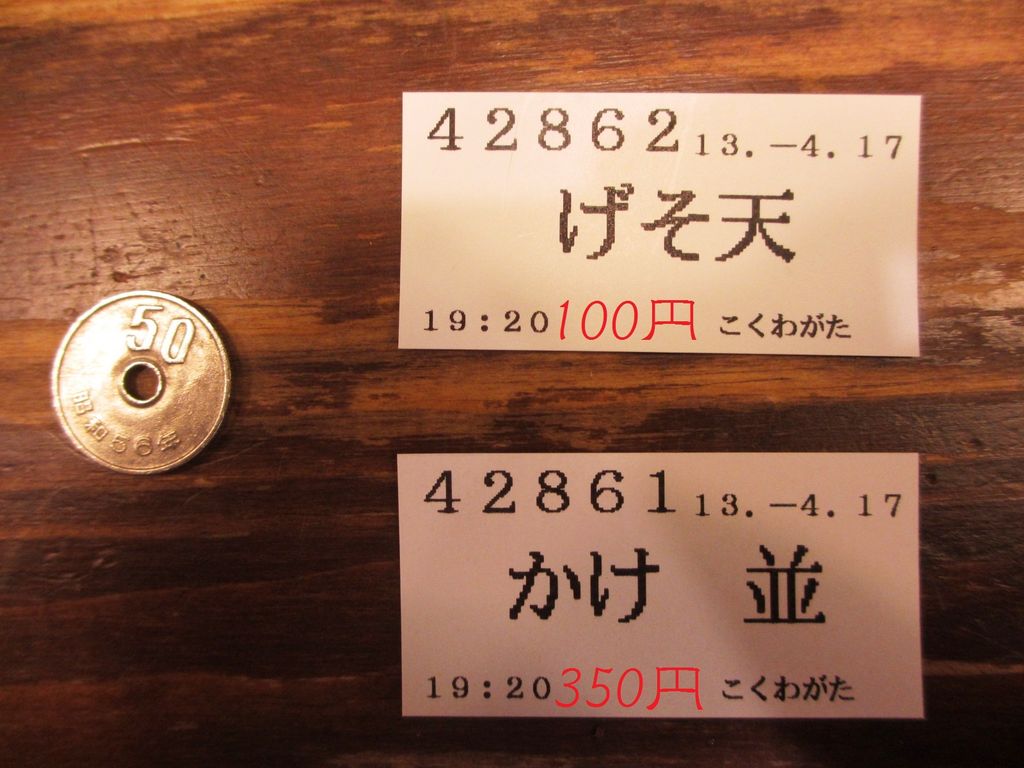 50
昭和56年
42862 13.-4.17
げそ天
19:20 100円 こくわがた
42861 13.-4.17
かけ 並
19:20 350円 こくわがた